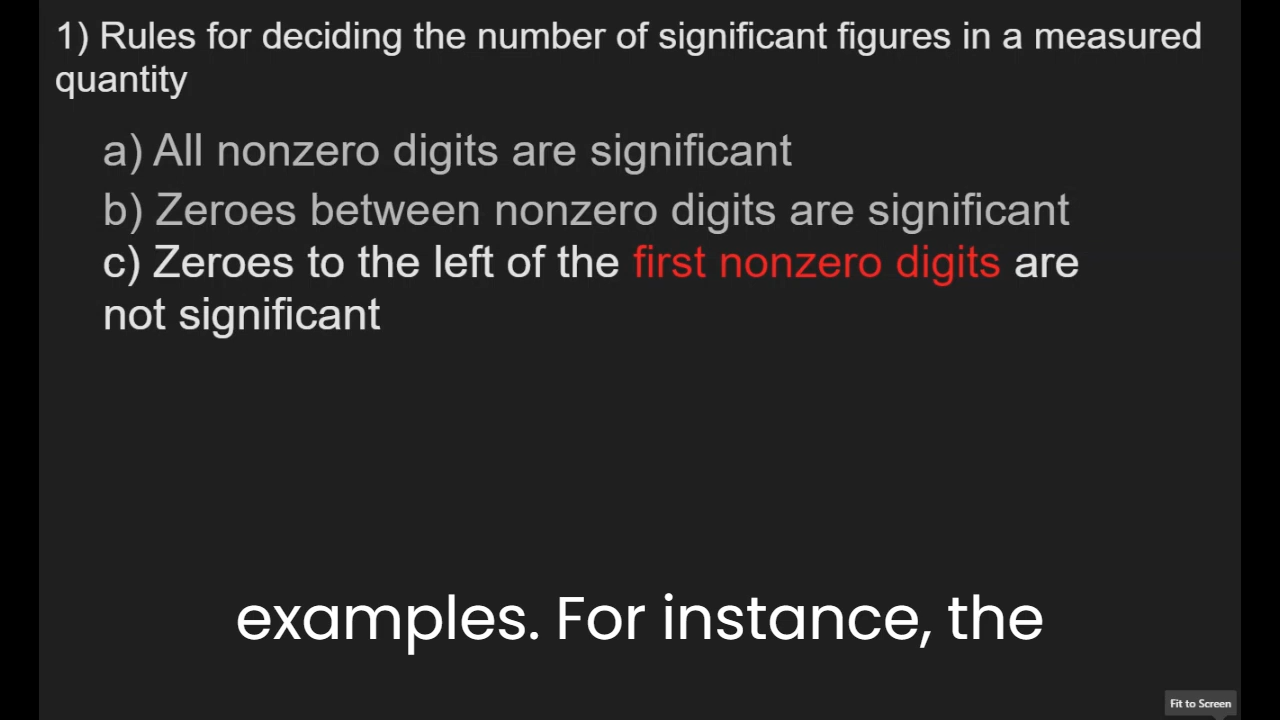 1) Rules for deciding the number of significant figures in a measured
quantity
a) All nonzero digits are significant
b) Zeroes between nonzero digits are significant
c) Zeroes to the left of the first nonzero digits are
not significant
examples. For instance, the
Fit to Screen